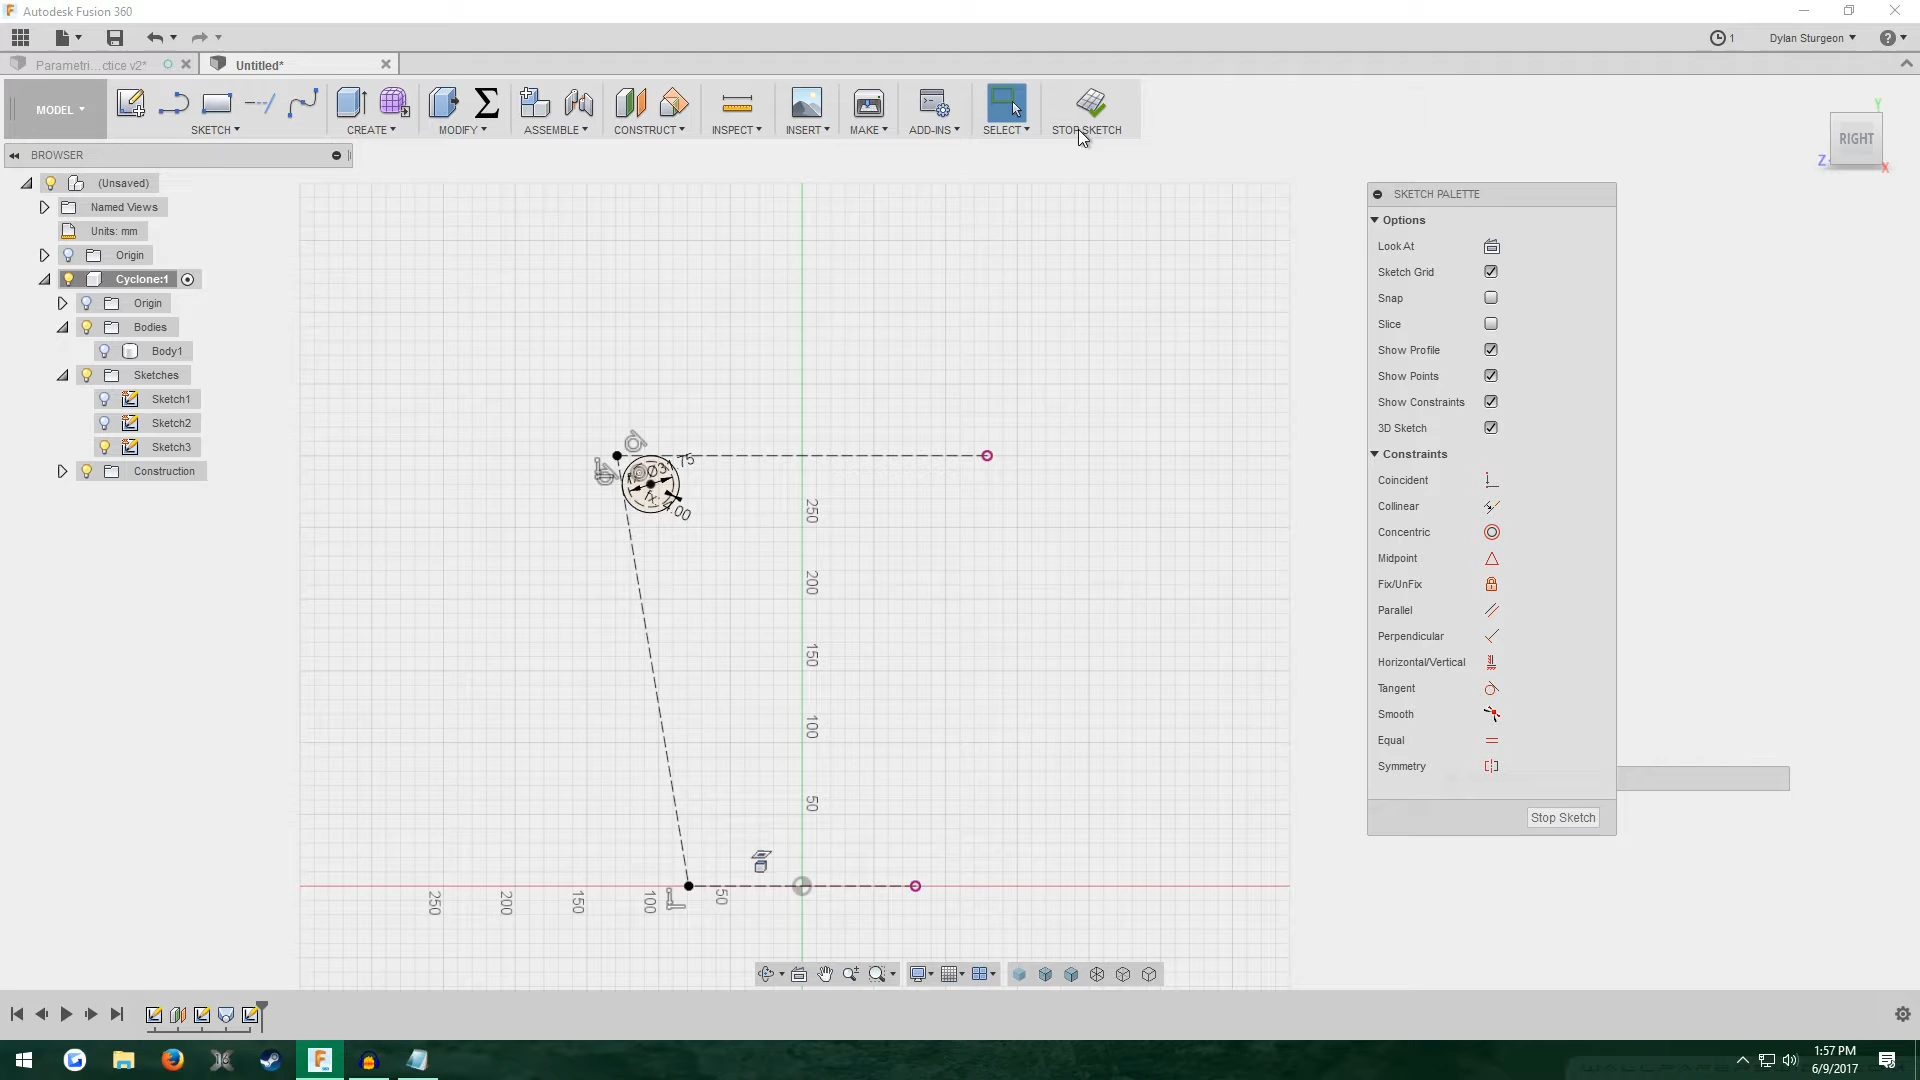 Autodesk Fusion 360
1
Dylan Sturgeon
Parametri...ctice v2*
Untitled*
MODEL
SKETCH
CREATE
MODIFY
ASSEMBLE
CONSTRUCT
INSPECT
INSERT
MAKE
ADD-INS
SELECT
STOP SKETCH
BROWSER
(Unsaved)
Named Views
Units: mm
Origin
Cyclone:1
Origin
Bodies
Body1
Sketches
Sketch1
Sketch2
Sketch3
Construction
Y
RIGHT
Z
X
SKETCH PALETTE
Options
Look At
Sketch Grid
Snap
Slice
Show Profile
Show Points
Show Constraints
3D Sketch
Constraints
Coincident
Collinear
Concentric
Midpoint
Fix/UnFix
Parallel
Perpendicular
Horizontal/Vertical
Tangent
Smooth
Equal
Symmetry
Stop Sketch
250
200
150
100
50
250
200
150
100
50
1:57 PM
6/9/2017